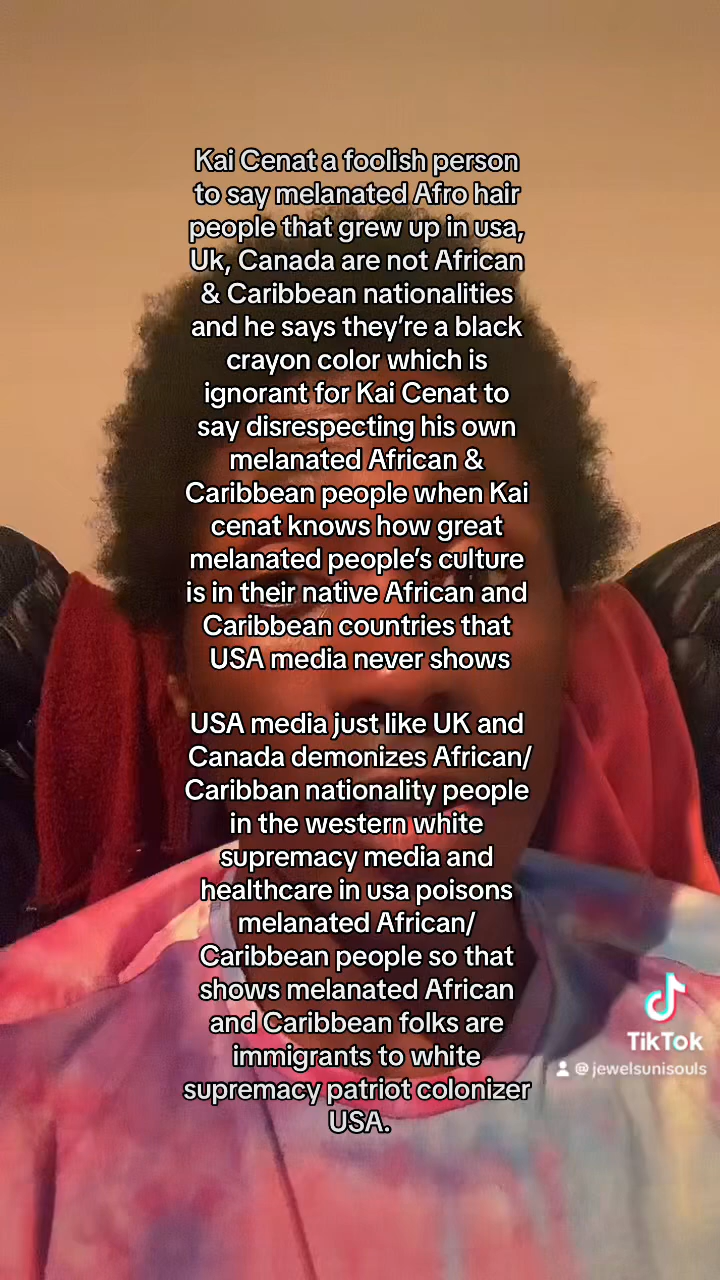 Kai Cenat a foolish person
to say melanated Afro hair
people that grew up in usa,
Uk, Canada are not African
& Caribbean nationalities
and he says they’re a black
crayon color which is
ignorant for Kai Cenat to
say disrespecting his own
melanated African &
Caribbean people when Kai
cenat knows how great
melanated people’s culture
is in their native African and
Caribbean countries that
USA media never shows
USA media just like UK and
Canada demonizes African/
Caribban nationality people
in the western white
supremacy media and
healthcare in usa poisons
melanated African/
Caribbean people so that
shows melanated African
and Caribbean folks are
immigrants to white
supremacy patriot colonizer
USA.
TikTok
@jewelsunisouls